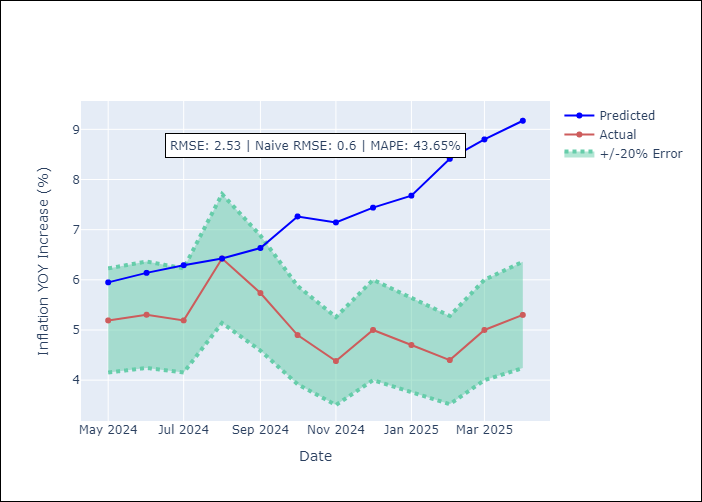 RMSE: 2.53 | Naive RMSE: 0.6 | MAPE: 43.65%
Predicted
Actual
+/-20% Error
Inflation YOY Increase (%)
9
8
7
6
5
4
May 2024
Jul 2024
Sep 2024
Nov 2024
Jan 2025
Mar 2025
Date